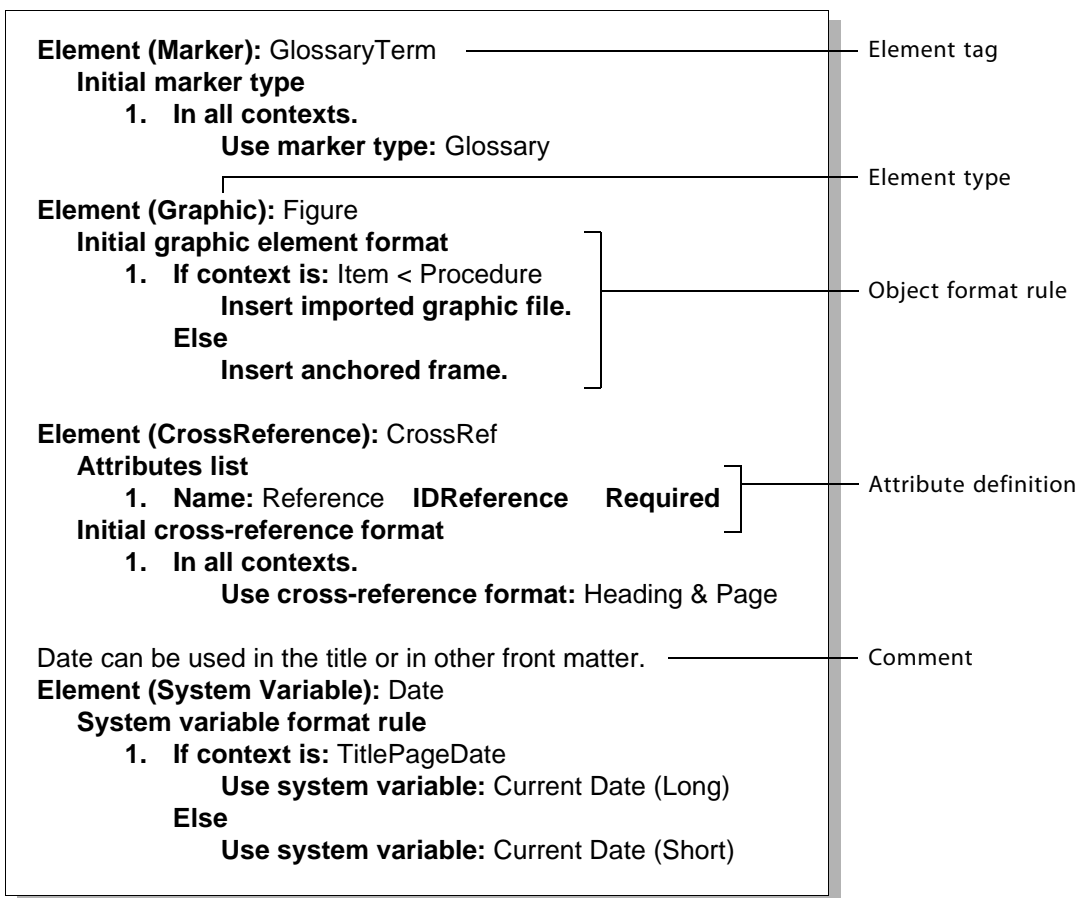 Element (Marker): GlossaryTerm
Element tag
Initial marker type
1. In all contexts.
Use marker type: Glossary
Element type
Element (Graphic): Figure
Initial graphic element format
1. If context is: Item < Procedure
Insert imported graphic file.
Object format rule
Else
Insert anchored frame.
Element (CrossReference): CrossRef
Attributes list
1. Name: Reference IDReference Required
Attribute definition
Initial cross-reference format
1. In all contexts.
Use cross-reference format: Heading & Page
Date can be used in the title or in other front matter.
Comment
Element (System Variable): Date
System variable format rule
1. If context is: TitlePageDate
Use system variable: Current Date (Long)
Else
Use system variable: Current Date (Short)